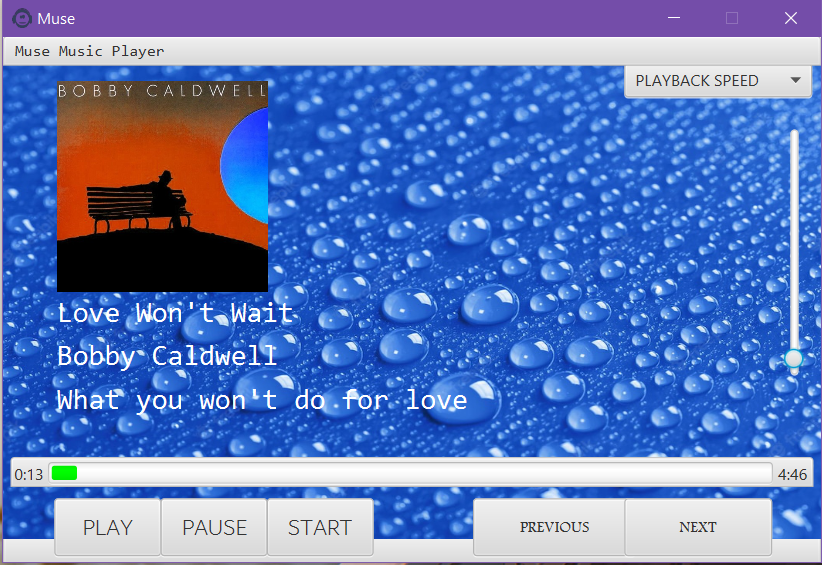 Muse
Muse Music Player
PLAYBACK SPEED
BOBBY CALDWELL
Love Won't Wait
Bobby Caldwell
What you won't do for love
0:13 4:46
PLAY PAUSE START PREVIOUS NEXT